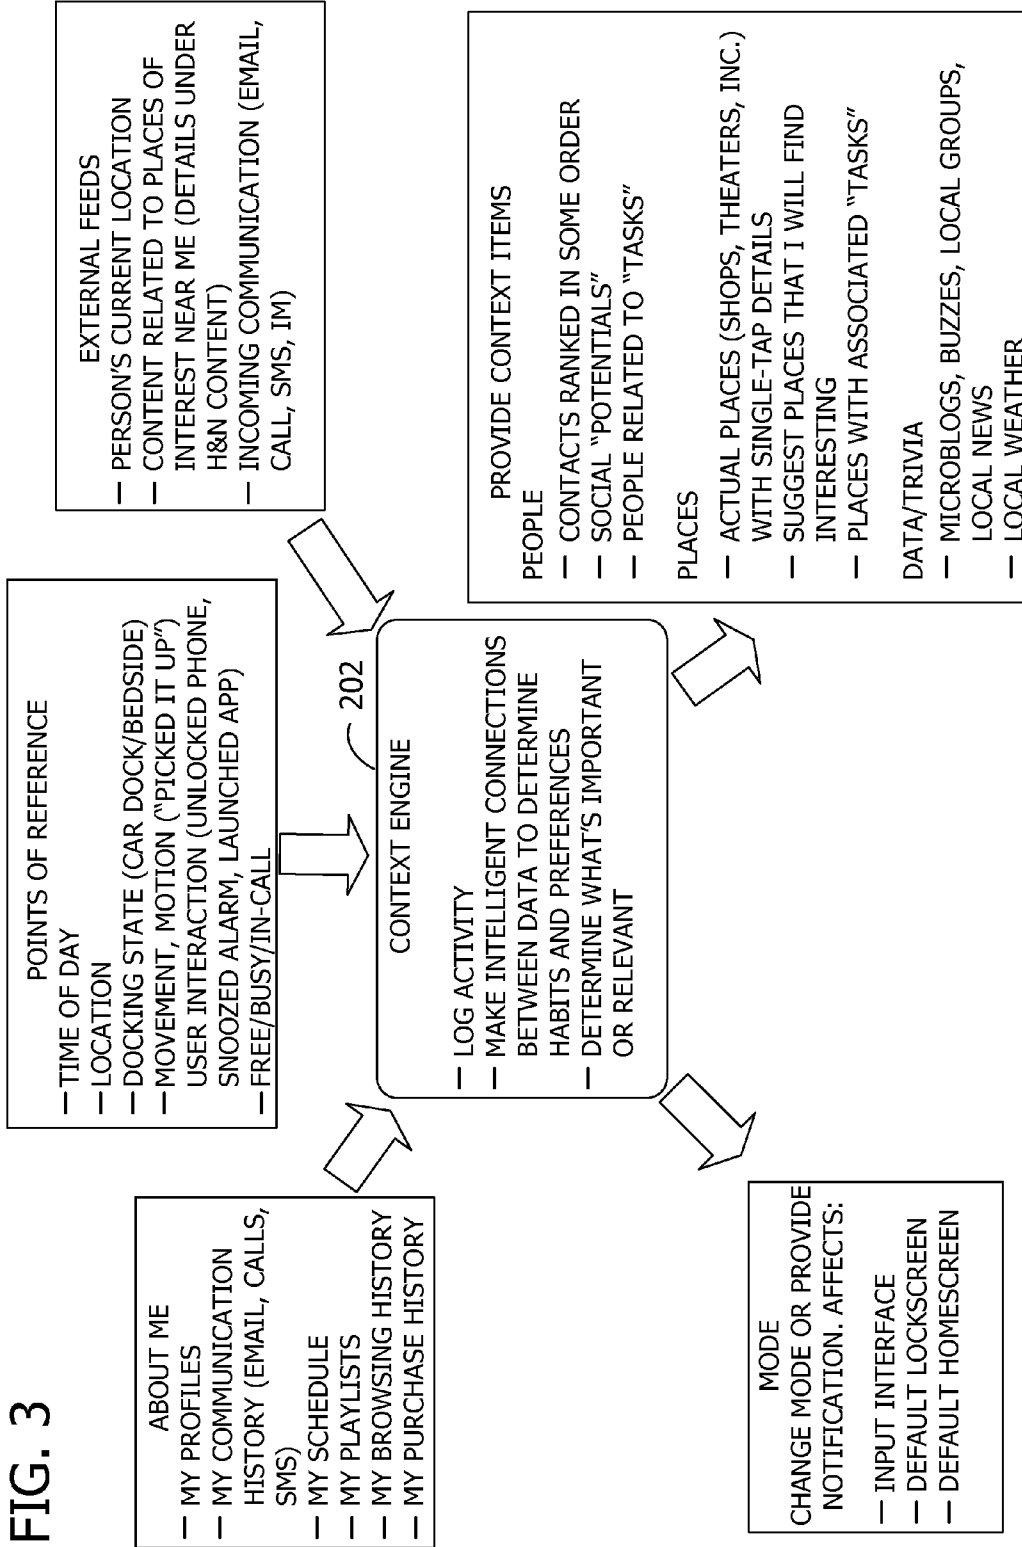 FIG. 3
ABOUT ME
— MY PROFILES
— MY COMMUNICATION
HISTORY (EMAIL, CALLS,
SMS)
— MY SCHEDULE
— MY PLAYLISTS
— MY BROWSING HISTORY
— MY PURCHASE HISTORY
POINTS OF REFERENCE
— TIME OF DAY
— LOCATION
— DOCKING STATE (CAR DOCK/BEDSIDE)
— MOVEMENT, MOTION (“PICKED IT UP”)
USER INTERACTION (UNLOCKED PHONE,
SNOOZED ALARM, LAUNCHED APP)
— FREE/BUSY/IN-CALL
EXTERNAL FEEDS
— PERSON'S CURRENT LOCATION
— CONTENT RELATED TO PLACES OF
INTEREST NEAR ME (DETAILS UNDER
H&N CONTENT)
— INCOMING COMMUNICATION (EMAIL,
CALL, SMS, IM)
202
CONTEXT ENGINE
— LOG ACTIVITY
— MAKE INTELLIGENT CONNECTIONS
BETWEEN DATA TO DETERMINE
HABITS AND PREFERENCES
— DETERMINE WHAT'S IMPORTANT
OR RELEVANT
MODE
CHANGE MODE OR PROVIDE
NOTIFICATION. AFFECTS:
— INPUT INTERFACE
— DEFAULT LOCKSCREEN
— DEFAULT HOMESCREEN
PROVIDE CONTEXT ITEMS
PEOPLE
— CONTACTS RANKED IN SOME ORDER
— SOCIAL “POTENTIALS”
— PEOPLE RELATED TO “TASKS”
PLACES
— ACTUAL PLACES (SHOPS, THEATERS, INC.)
WITH SINGLE-TAP DETAILS
— SUGGEST PLACES THAT I WILL FIND
INTERESTING
— PLACES WITH ASSOCIATED “TASKS”
DATA/TRIVIA
— MICROBLOGS, BUZZES, LOCAL GROUPS,
LOCAL NEWS
— LOCAL WEATHER